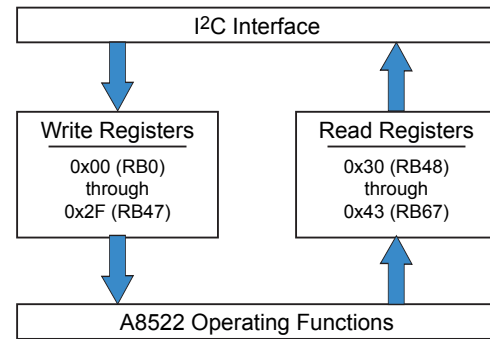 I²C Interface
Write Registers
0x00 (RB0)
through
0x2F (RB47)
Read Registers
0x30 (RB48)
through
0x43 (RB67)
A8522 Operating Functions